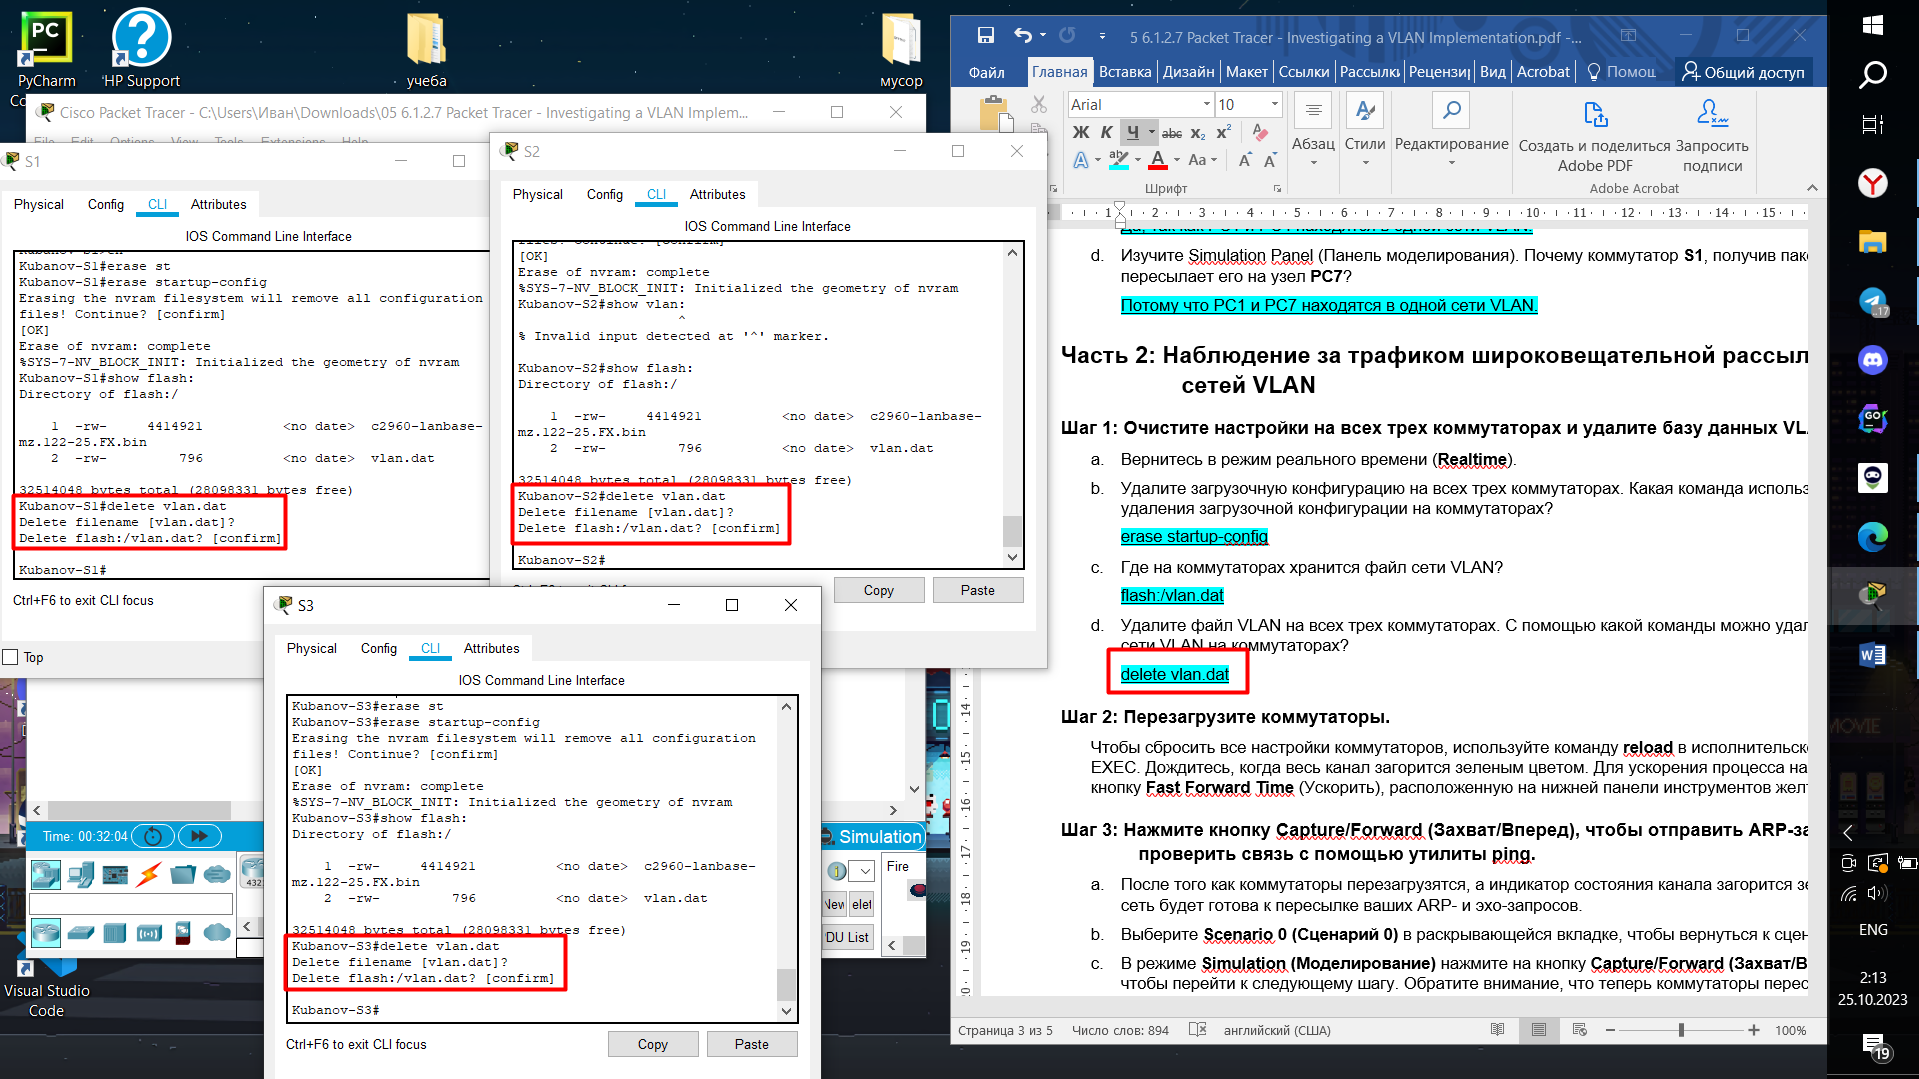 PyCharm
HP Support
учеба
мусор
Cisco Packet Tracer - C:\Users\Иван\Downloads\05 6.1.2.7 Packet Tracer - Investigating a VLAN Implem...
S1
Physical Config CLI Attributes
IOS Command Line Interface
Kubanov-S1#erase st
Kubanov-S1#erase startup-config
Erasing the nvram filesystem will remove all configuration
files! Continue? [confirm]
[OK]
Erase of nvram: complete
%SYS-7-NV_BLOCK_INIT: Initialized the geometry of nvram
Kubanov-S1#show flash:
Directory of flash:/
1 -rw- 4414921 <no date> c2960-lanbase-
mz.122-25.FX.bin
2 -rw- 796 <no date> vlan.dat
32514048 bytes total (28098331 bytes free)
Kubanov-S1#delete vlan.dat
Delete filename [vlan.dat]?
Delete flash:/vlan.dat? [confirm]
Kubanov-S1#
Ctrl+F6 to exit CLI focus
Top
S2
Physical Config CLI Attributes
IOS Command Line Interface
files! Continue? [confirm]
[OK]
Erase of nvram: complete
%SYS-7-NV_BLOCK_INIT: Initialized the geometry of nvram
Kubanov-S2#show vlan:
^
% Invalid input detected at '^' marker.
Kubanov-S2#show flash:
Directory of flash:/
1 -rw- 4414921 <no date> c2960-lanbase-
mz.122-25.FX.bin
2 -rw- 796 <no date> vlan.dat
32514048 bytes total (28098331 bytes free)
Kubanov-S2#delete vlan.dat
Delete filename [vlan.dat]?
Delete flash:/vlan.dat? [confirm]
Kubanov-S2#
Copy Paste
S3
Physical Config CLI Attributes
IOS Command Line Interface
Kubanov-S3#erase st
Kubanov-S3#erase startup-config
Erasing the nvram filesystem will remove all configuration
files! Continue? [confirm]
[OK]
Erase of nvram: complete
%SYS-7-NV_BLOCK_INIT: Initialized the geometry of nvram
Kubanov-S3#show flash:
Directory of flash:/
1 -rw- 4414921 <no date> c2960-lanbase-
mz.122-25.FX.bin
2 -rw- 796 <no date> vlan.dat
32514048 bytes total (28098331 bytes free)
Kubanov-S3#delete vlan.dat
Delete filename [vlan.dat]?
Delete flash:/vlan.dat? [confirm]
Kubanov-S3#
Ctrl+F6 to exit CLI focus
Copy Paste
Time: 00:32:04
Simulation
Fire
DU List
Visual Studio
Code
5 6.1.2.7 Packet Tracer - Investigating a VLAN Implementation.pdf -...
Файл Главная Вставка Дизайн Макет Ссылки Рассылки Рецензи Вид Acrobat Помощ Общий доступ
Arial 10
Ж К Ч abc x₂ x²
Абзац Стили Редактирование
Создать и поделиться Adobe PDF
Запросить подписи
Шрифт Adobe Acrobat
Да, так как PC1 и PC7 находятся в одной сети VLAN.
d. Изучите Simulation Panel (Панель моделирования). Почему коммутатор S1, получив пак
пересылает его на узел PC7?
Потому что PC1 и PC7 находятся в одной сети VLAN.
Часть 2: Наблюдение за трафиком широковещательной рассыл
сетей VLAN
Шаг 1: Очистите настройки на всех трех коммутаторах и удалите базу данных VL
a. Вернитесь в режим реального времени (Realtime).
b. Удалите загрузочную конфигурацию на всех трех коммутаторах. Какая команда исполь
удаления загрузочной конфигурации на коммутаторах?
erase startup-config
c. Где на коммутаторах хранится файл сети VLAN?
flash:/vlan.dat
d. Удалите файл VLAN на всех трех коммутаторах. С помощью какой команды можно удал
сети VLAN на коммутаторах?
delete vlan.dat
Шаг 2: Перезагрузите коммутаторы.
Чтобы сбросить все настройки коммутаторов, используйте команду reload в исполнительск
EXEC. Дождитесь, когда весь канал загорится зеленым цветом. Для ускорения процесса на
кнопку Fast Forward Time (Ускорить), расположенную на нижней панели инструментов жел
Шаг 3: Нажмите кнопку Capture/Forward (Захват/Вперед), чтобы отправить ARP-за
проверить связь с помощью утилиты ping.
a. После того как коммутаторы перезагрузятся, а индикатор состояния канала загорится зе
сеть будет готова к пересылке ваших ARP- и эхо-запросов.
b. Выберите Scenario 0 (Сценарий 0) в раскрывающейся вкладке, чтобы вернуться к сцен
c. В режиме Simulation (Моделирование) нажмите на кнопку Capture/Forward (Захват/В
чтобы перейти к следующему шагу. Обратите внимание, что теперь коммутаторы перес
Страница 3 из 5 Число слов: 894 английский (США) 100%
ENG
2:13
25.10.2023
19